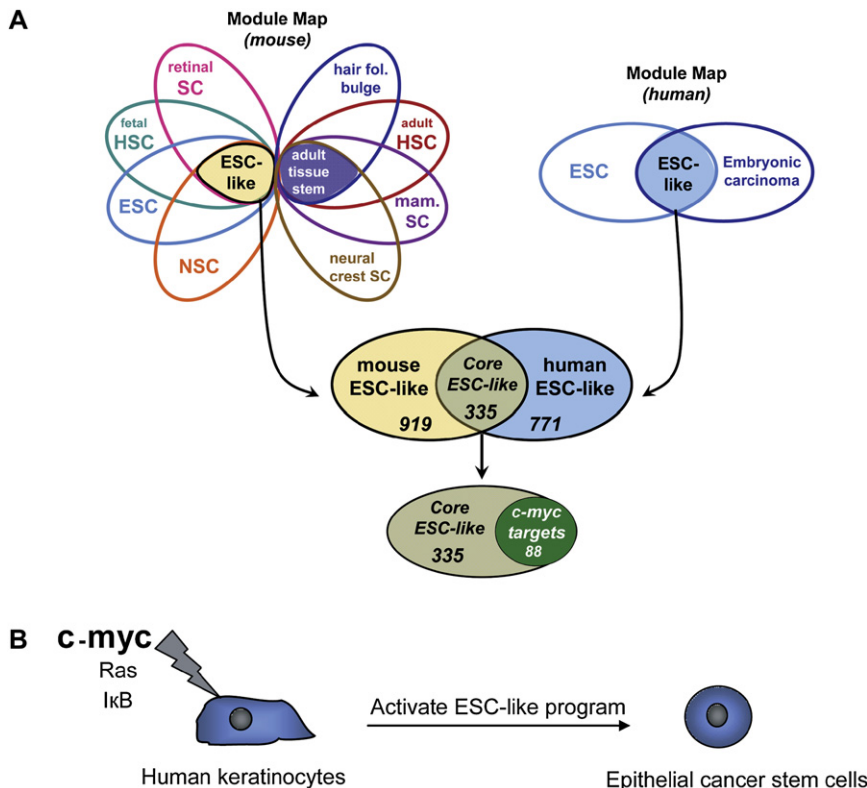 A
Module Map
(mouse)
retinal
SC
hair fol.
bulge
fetal
HSC
adult
HSC
ESC-
like
adult
tissue
stem
ESC
mam.
SC
NSC
neural
crest SC
Module Map
(human)
ESC
ESC-
like
Embryonic
carcinoma
mouse
ESC-like
919
Core
ESC-like
335
human
ESC-like
771
Core
ESC-like
335
c-myc
targets
88
B
c-myc
Ras
IκB
Human keratinocytes
Activate ESC-like program
Epithelial cancer stem cells